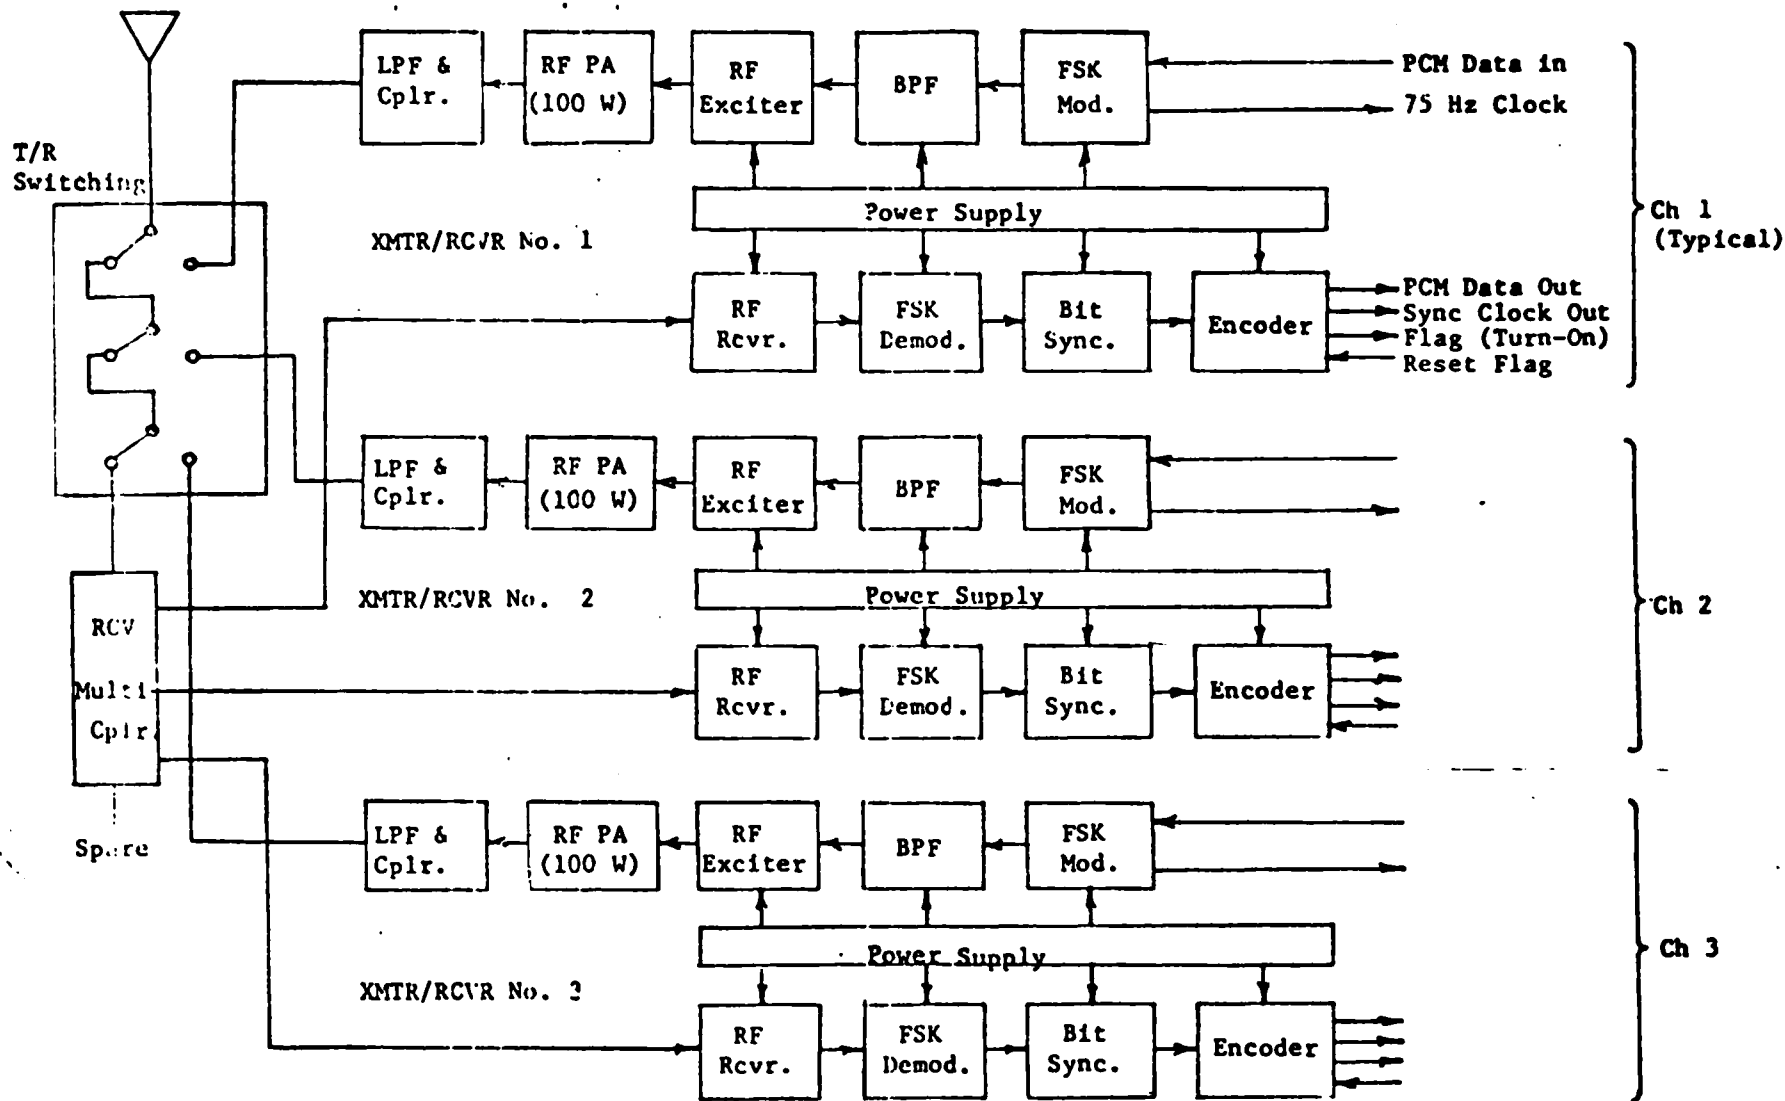 LPF &
Cplr.
RF PA
(100 W)
RF
Exciter
BPF
FSK
Mod.
PCM Data in
75 Hz Clock
T/R
Switching
Power Supply
XMTR/RCVR No. 1
Ch 1
(Typical)
RF
Rcvr.
FSK
Demod.
Bit
Sync.
Encoder
PCM Data Out
Sync Clock Out
Flag (Turn-On)
Reset Flag
LPF &
Cplr.
RF PA
(100 W)
RF
Exciter
BPF
FSK
Mod.
Power Supply
XMTR/RCVR No. 2
Ch 2
RCV
Multi
Cplr.
RF
Rcvr.
FSK
Demod.
Bit
Sync.
Encoder
Spare
LPF &
Cplr.
RF PA
(100 W)
RF
Exciter
BPF
FSK
Mod.
Power Supply
XMTR/RCVR No. 3
Ch 3
RF
Rcvr.
FSK
Demod.
Bit
Sync.
Encoder